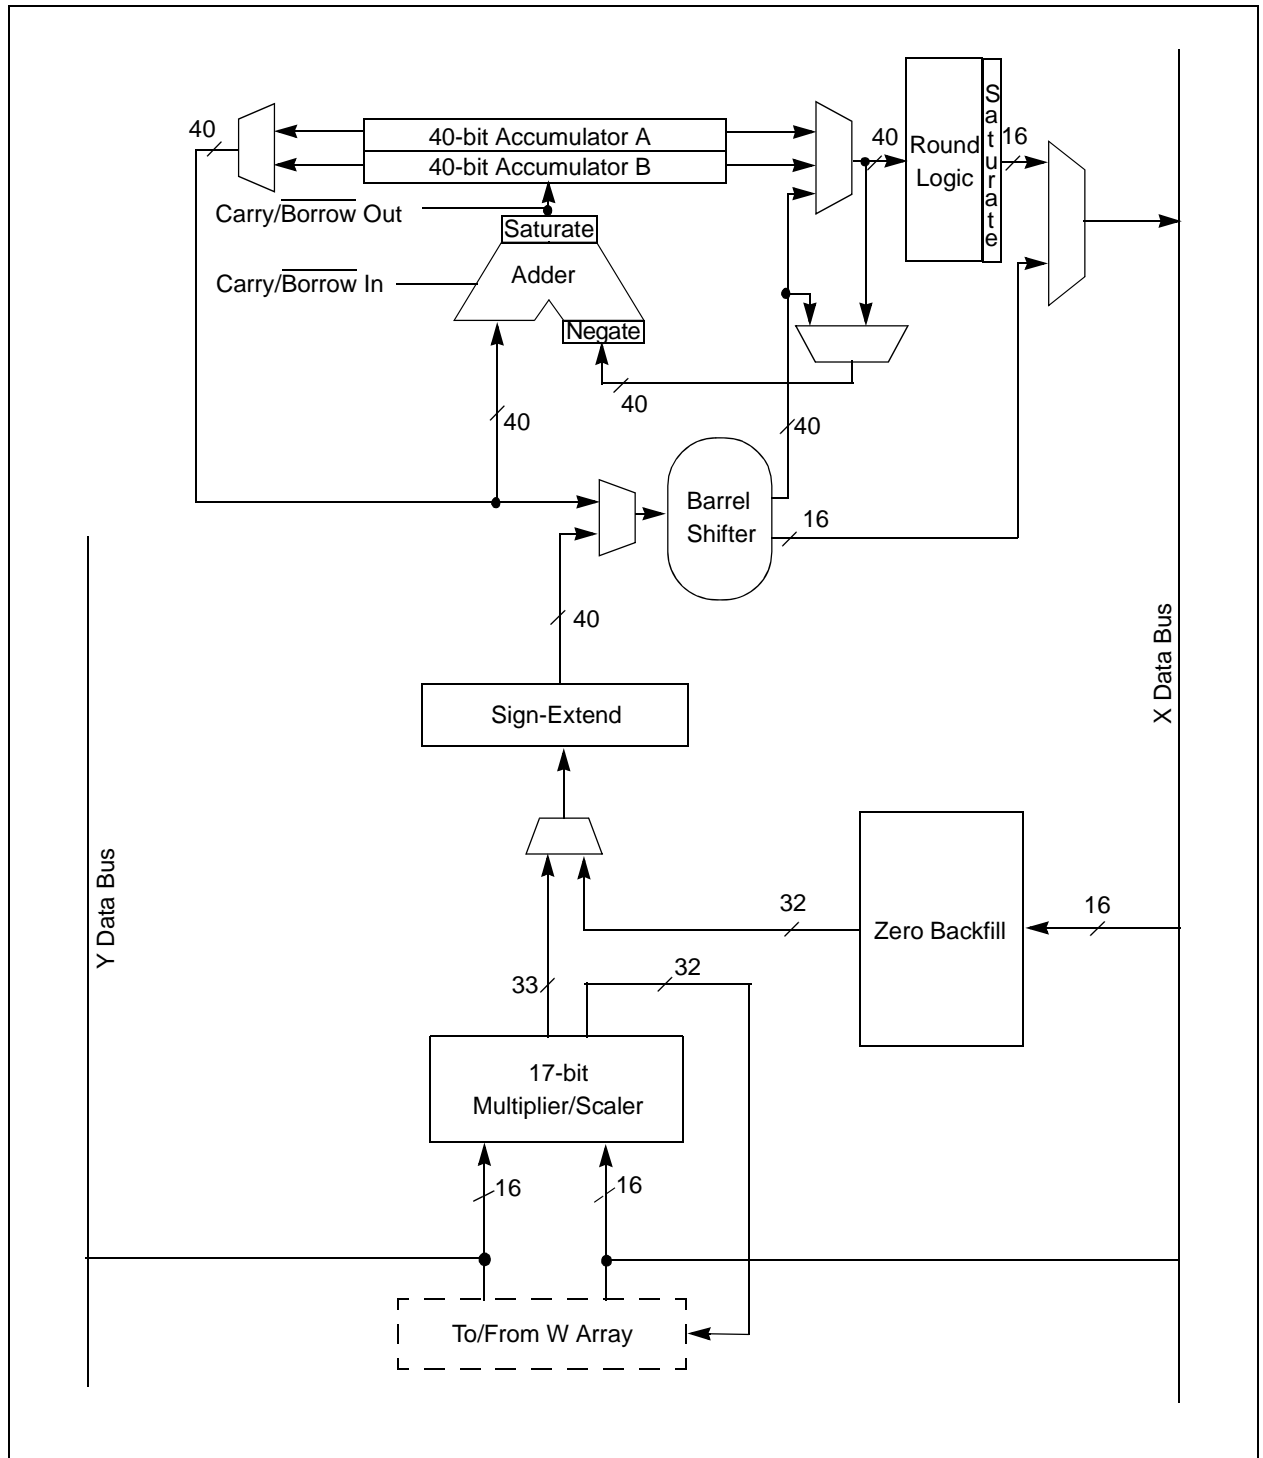 40
40-bit Accumulator A
40-bit Accumulator B
40
Round
Logic
Saturate
16
Carry/Borrow Out
Saturate
Carry/Borrow In
Adder
Negate
40
40
40
Barrel
Shifter
16
40
X Data Bus
Sign-Extend
Y Data Bus
32
Zero Backfill
16
33
32
17-bit
Multiplier/Scaler
16
16
To/From W Array